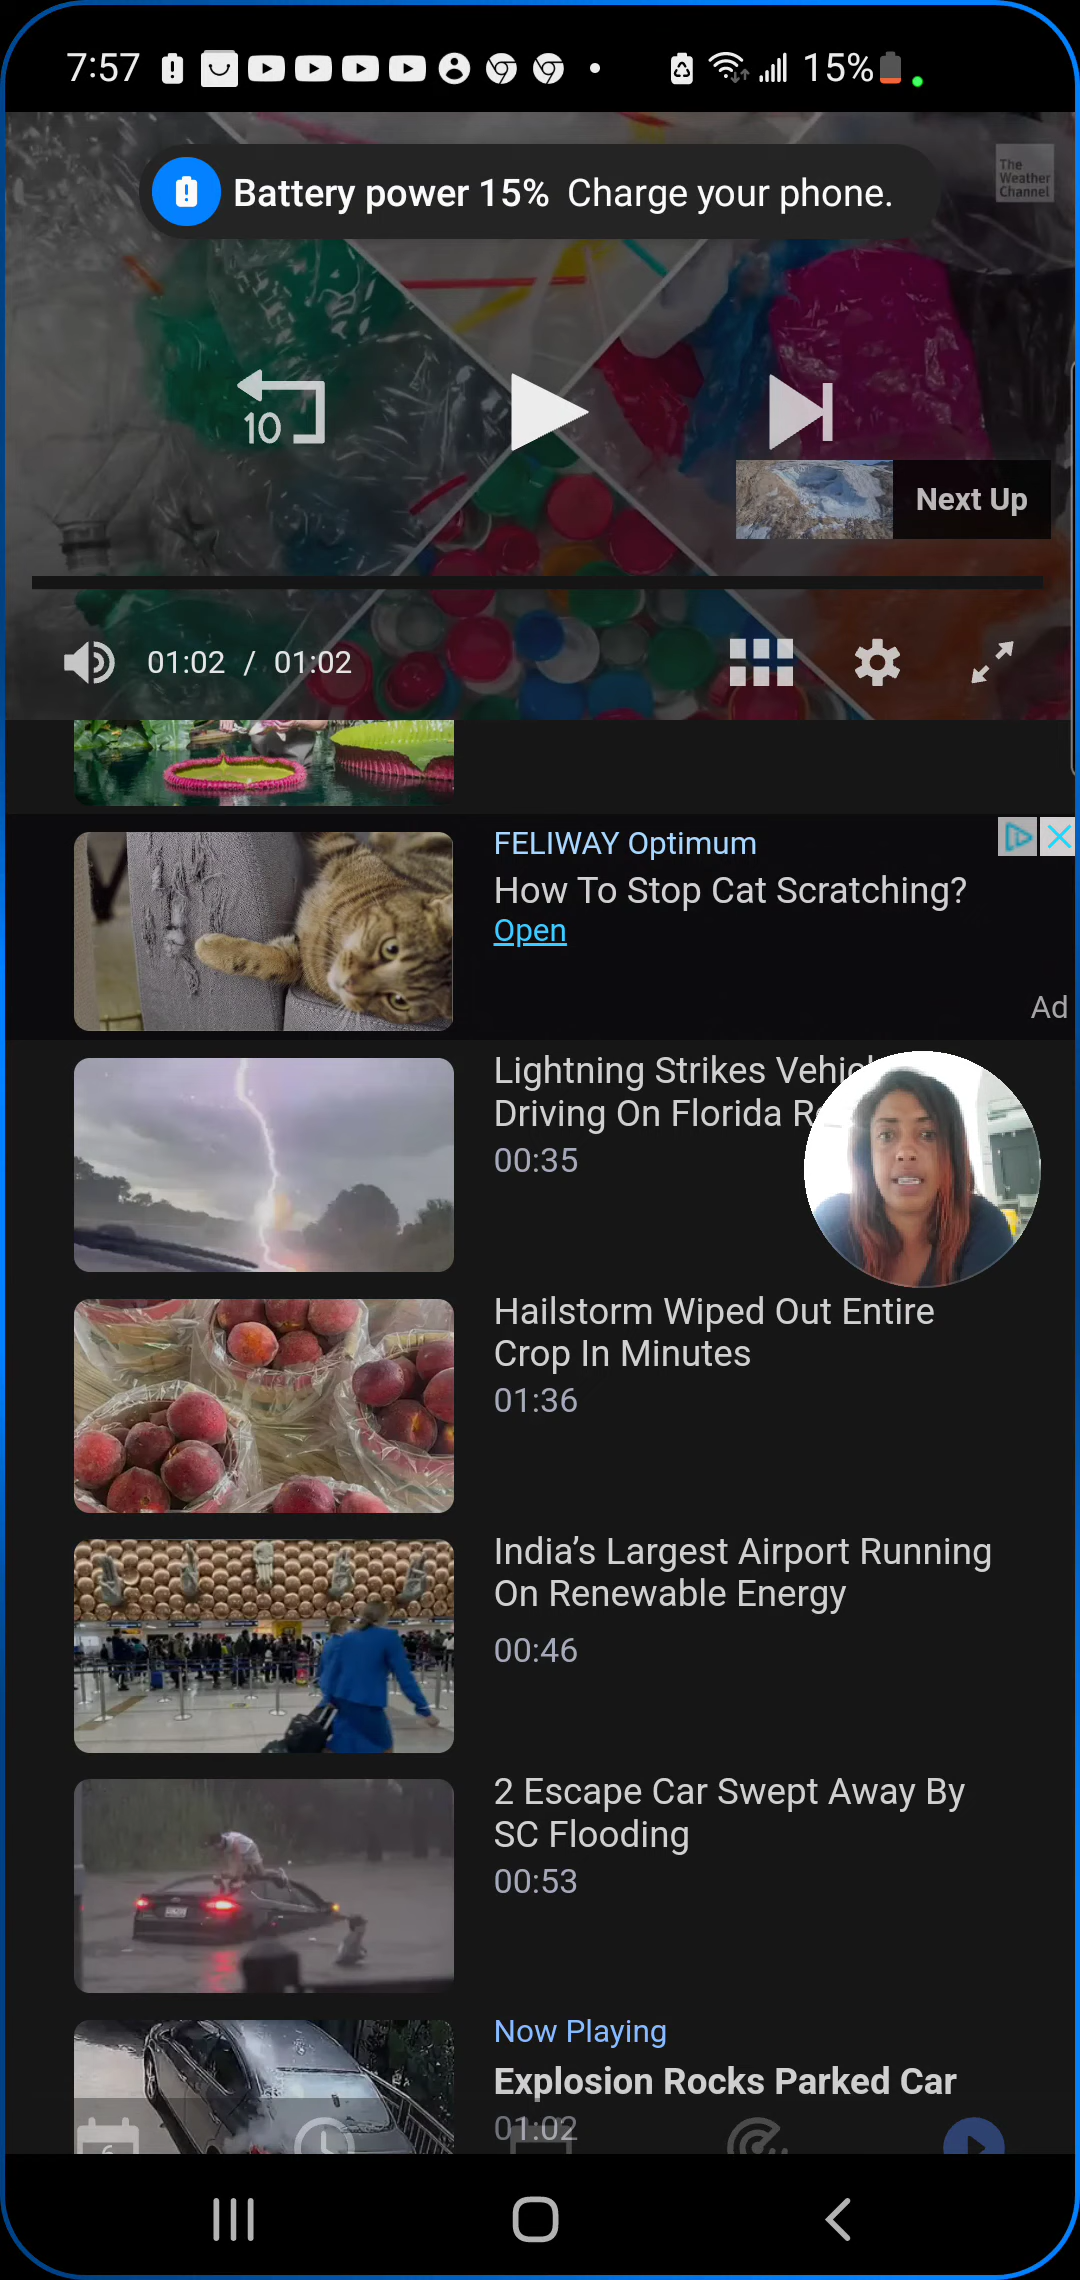 7:57
15%
Battery power 15% Charge your phone.
The
Weather
Channel
10
Next Up
01:02 / 01:02
FELIWAY Optimum
How To Stop Cat Scratching?
Open
Ad
Lightning Strikes
Driving On Florida
00:35
Hailstorm Wiped Out Entire
Crop In Minutes
01:36
India’s Largest Airport Running
On Renewable Energy
00:46
2 Escape Car Swept Away By
SC Flooding
00:53
Now Playing
Explosion Rocks Parked Car
01:02